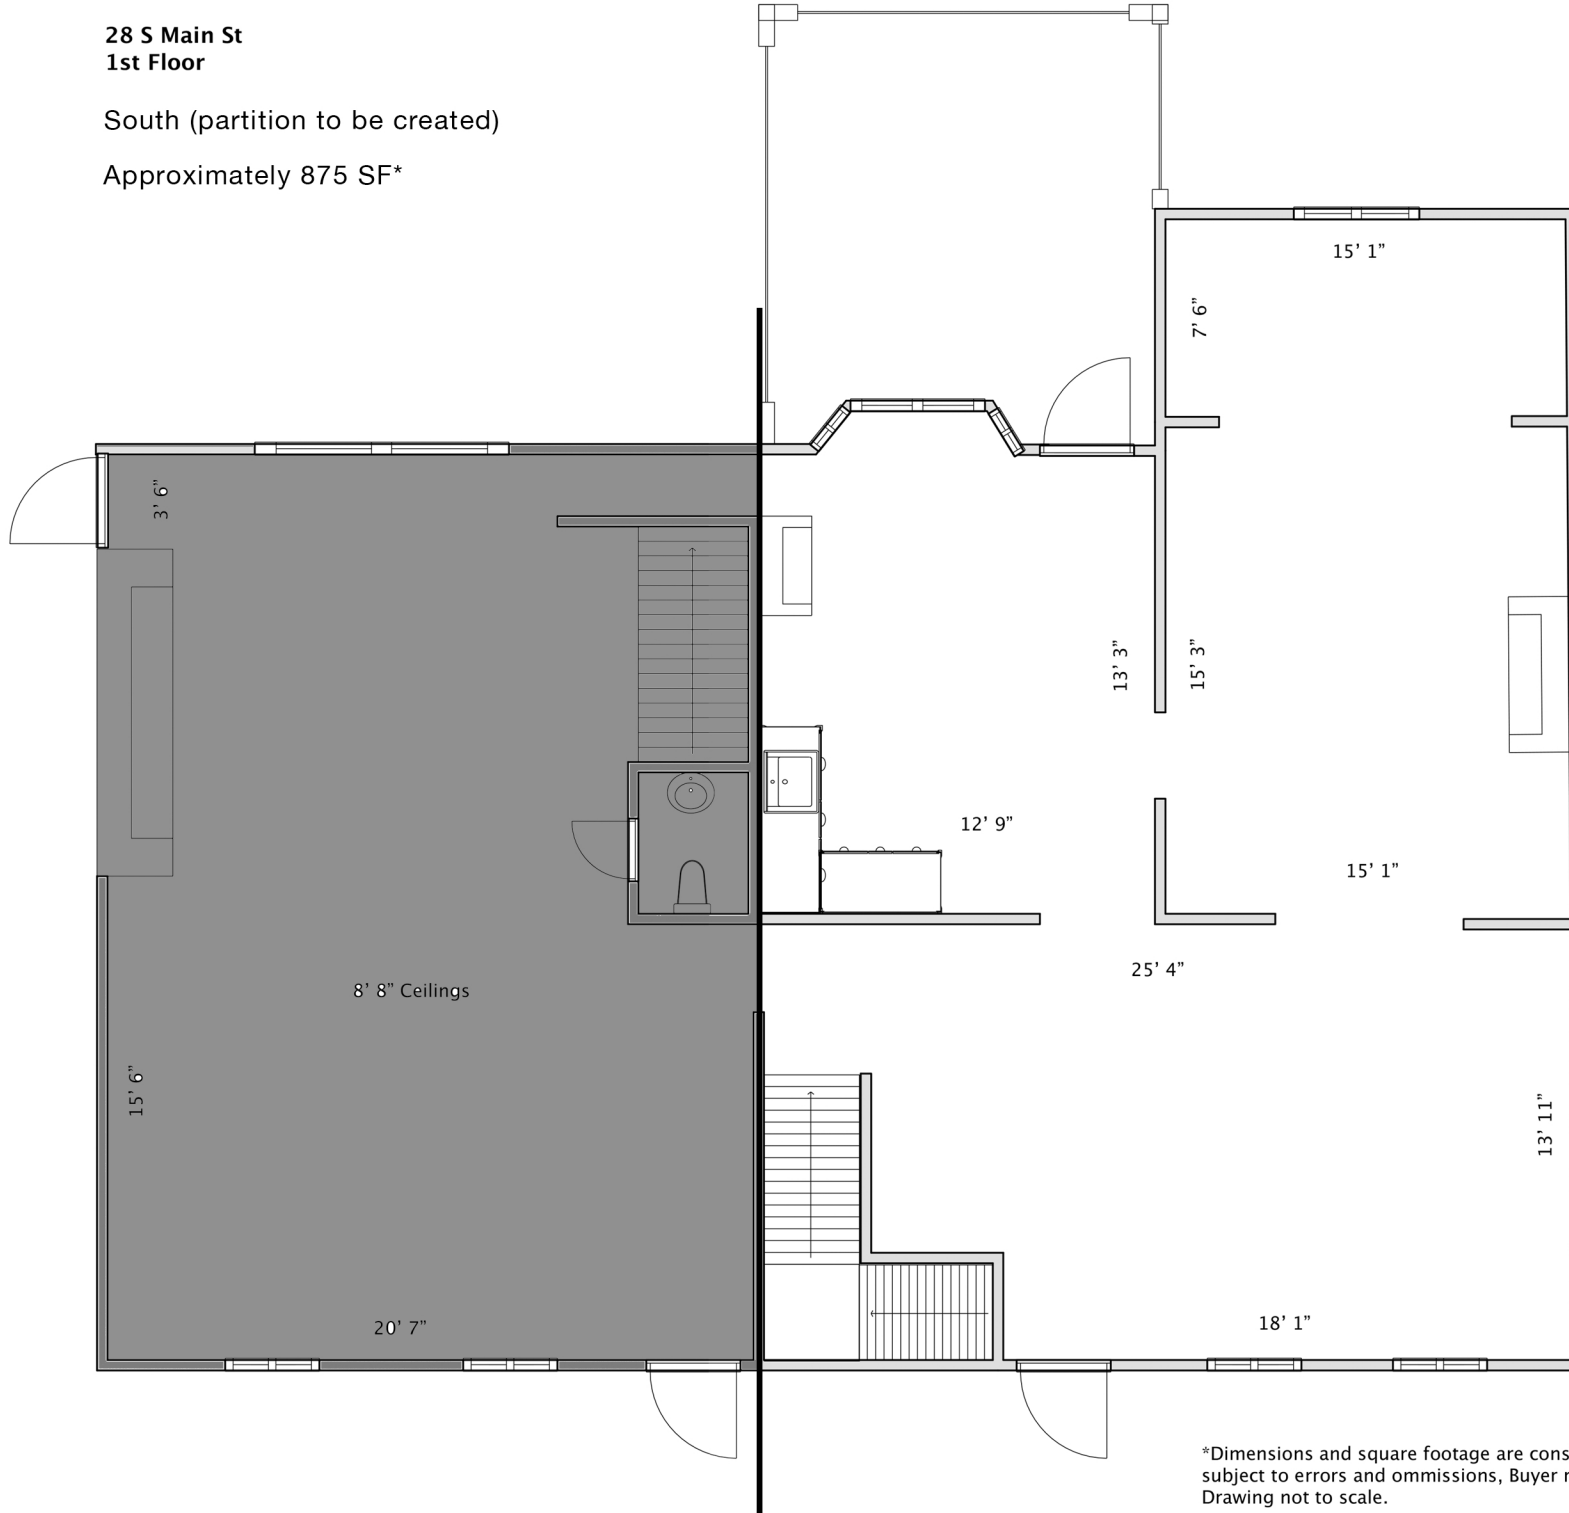 28 S Main St
1st Floor
South (partition to be created)
Approximately 875 SF*
15’ 1”
7’ 6”
3’ 6”
13’ 3”
15’ 3”
12’ 9”
15’ 1”
25’ 4”
8’ 8” Ceilings
15’ 6”
13’ 11”
20’ 7”
18’ 1”
*Dimensions and square footage are
subject to errors and ommissions, Buyer
Drawing not to scale.